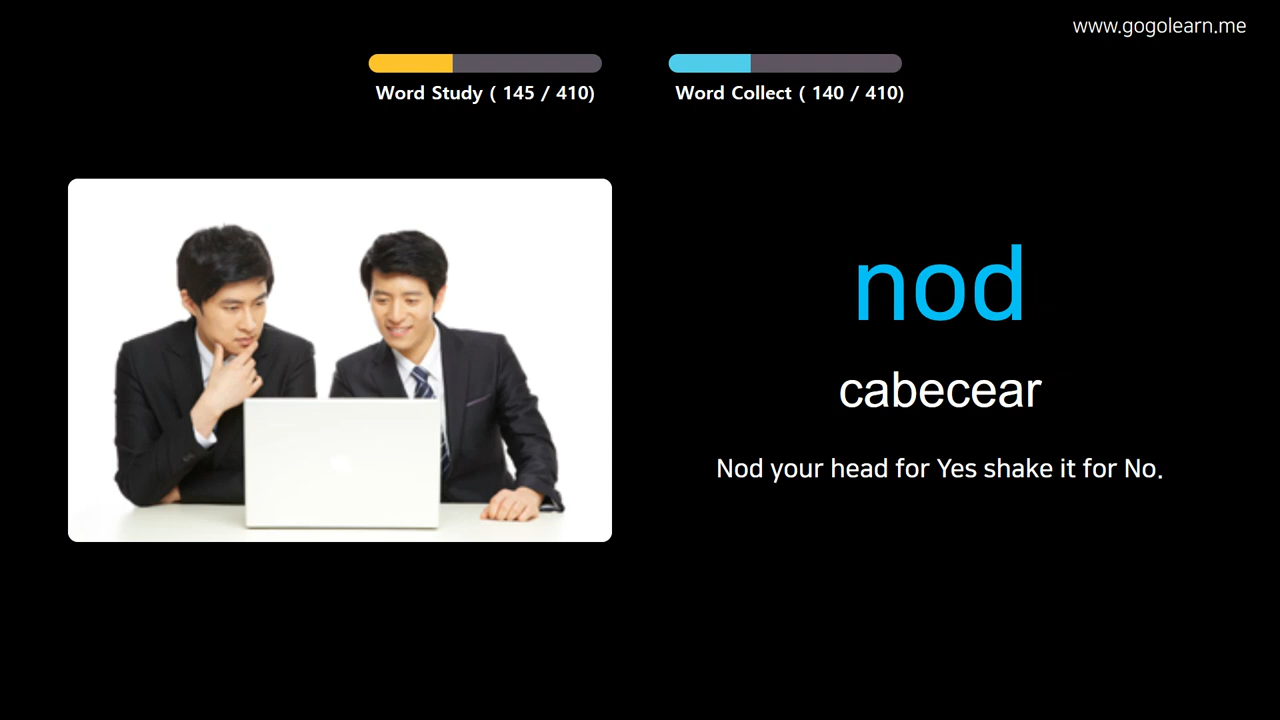 www.gogolearn.me
Word Study ( 145 / 410)
Word Collect ( 140 / 410)
nod
cabecear
Nod your head for Yes shake it for No.